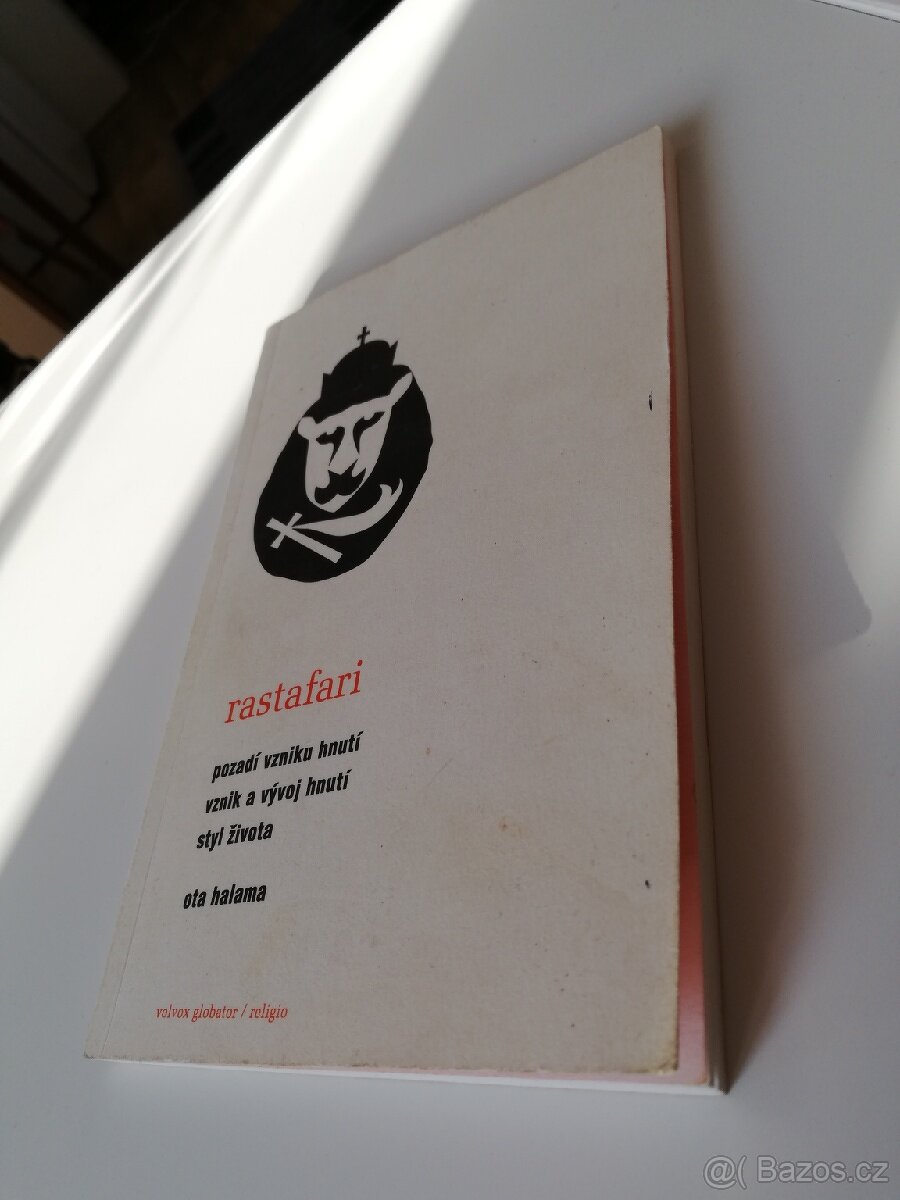 rastafari
pozadí vzniku hnutí
vznik a vývoj hnutí
styl života
ota halama
volvox globator / religio
@( Bazos.cz